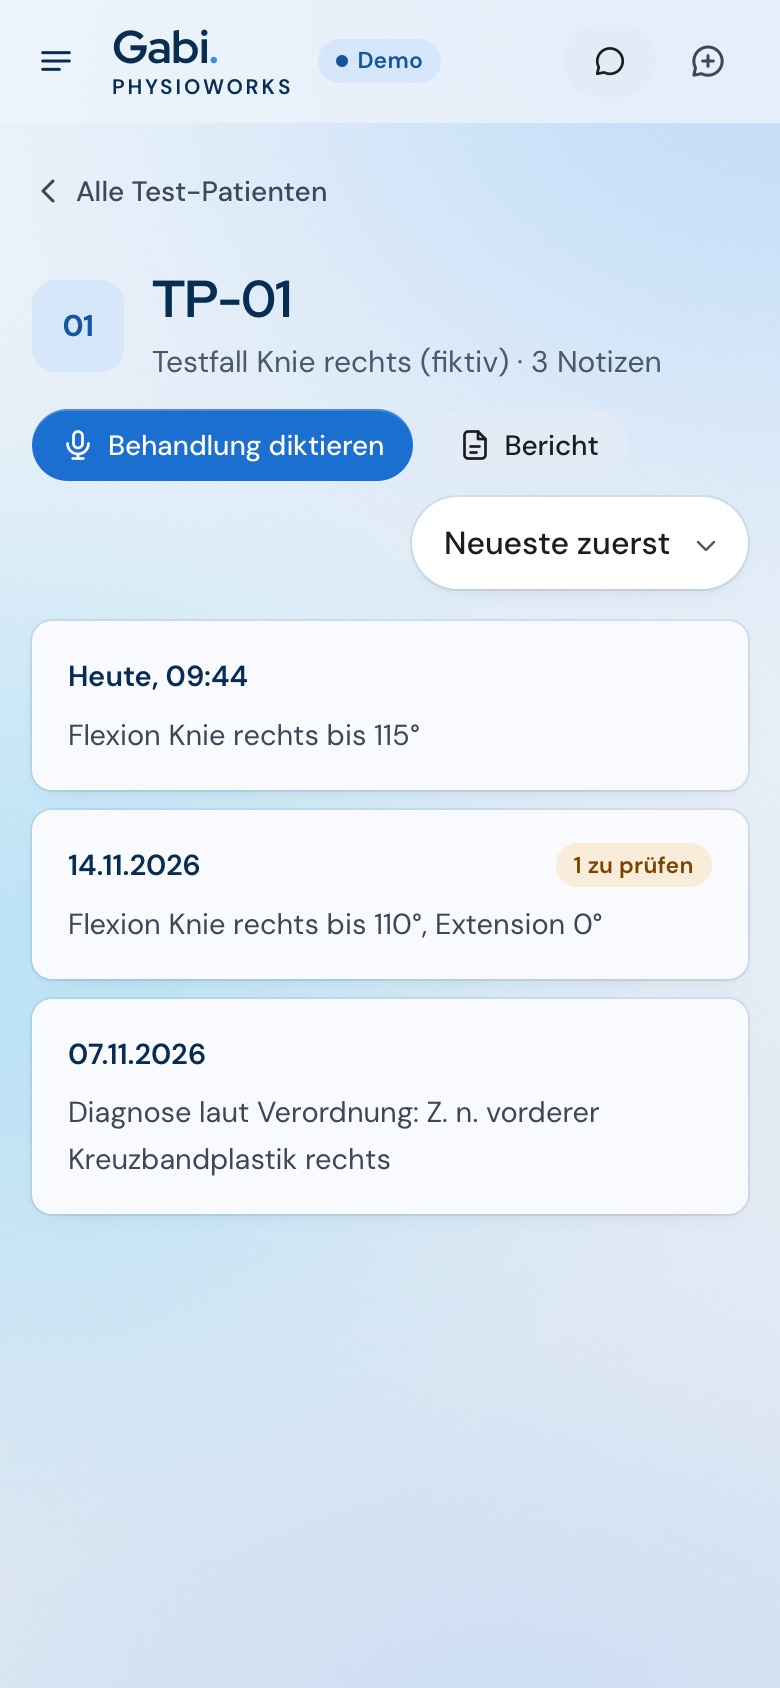 Gabi.
PHYSIOWORKS
Demo
Alle Test-Patienten
01
TP-01
Testfall Knie rechts (fiktiv) · 3 Notizen
Behandlung diktieren
Bericht
Neueste zuerst
Heute, 09:44
Flexion Knie rechts bis 115°
14.11.2026
1 zu prüfen
Flexion Knie rechts bis 110°, Extension 0°
07.11.2026
Diagnose laut Verordnung: Z. n. vorderer
Kreuzbandplastik rechts